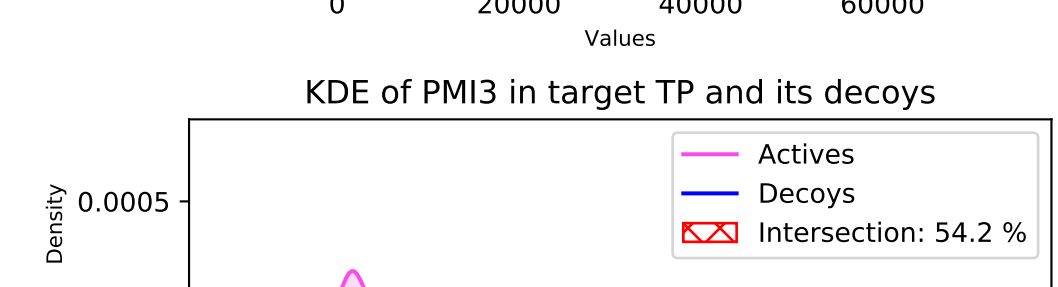 0 20000 40000 60000
Values
KDE of PMI3 in target TP and its decoys
Actives
Decoys
Intersection: 54.2 %
0.0005
Density